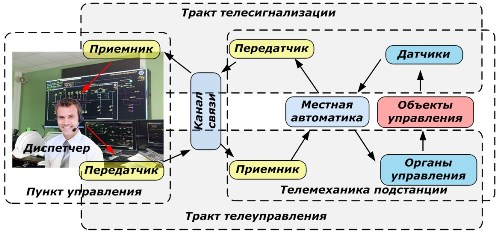 Тракт телесигнализации
Приемник
Передатчик
Датчики
Канал
связи
Местная
автоматика
Объекты
управления
Диспетчер
Передатчик
Приемник
Органы
управления
Пункт управления
Телемеханика подстанции
Тракт телеуправления